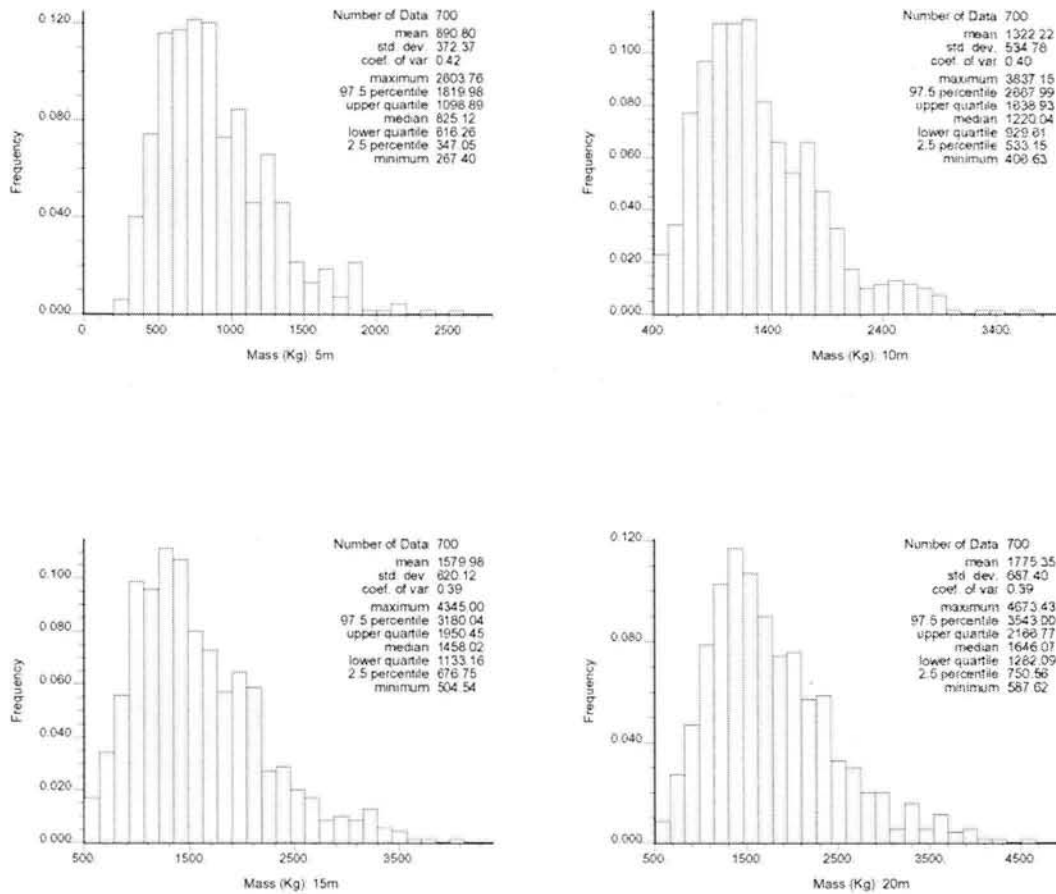 Number of Data 700
mean 890.80
std. dev. 372.37
coef. of var 0.42
maximum 2603.76
97.5 percentile 1819.98
upper quartile 1098.89
median 825.12
lower quartile 616.26
2.5 percentile 347.05
minimum 267.40
Frequency
0.120
0.080
0.040
0.000
0. 500 1000 1500 2000 2500
Mass (Kg): 5m
Number of Data 700
mean 1322.22
std. dev. 534.78
coef. of var 0.40
maximum 3837.15
97.5 percentile 2667.99
upper quartile 1638.93
median 1220.04
lower quartile 929.61
2.5 percentile 533.15
minimum 406.63
Frequency
0.100
0.080
0.060
0.040
0.020
0.000
400. 1400 2400 3400.
Mass (Kg): 10m
Number of Data 700
mean 1579.98
std. dev. 620.12
coef. of var 0.39
maximum 4345.00
97.5 percentile 3180.04
upper quartile 1950.45
median 1458.02
lower quartile 1133.16
2.5 percentile 676.75
minimum 504.54
Frequency
0.100
0.080
0.060
0.040
0.020
0.000
500 1500 2500 3500
Mass (Kg): 15m
Number of Data 700
mean 1775.35
std. dev. 687.40
coef. of var 0.39
maximum 4673.43
97.5 percentile 3543.00
upper quartile 2166.77
median 1646.07
lower quartile 1282.09
2.5 percentile 750.56
minimum 587.62
Frequency
0.120
0.080
0.040
0.000
500 1500 2500 3500. 4500
Mass (Kg): 20m